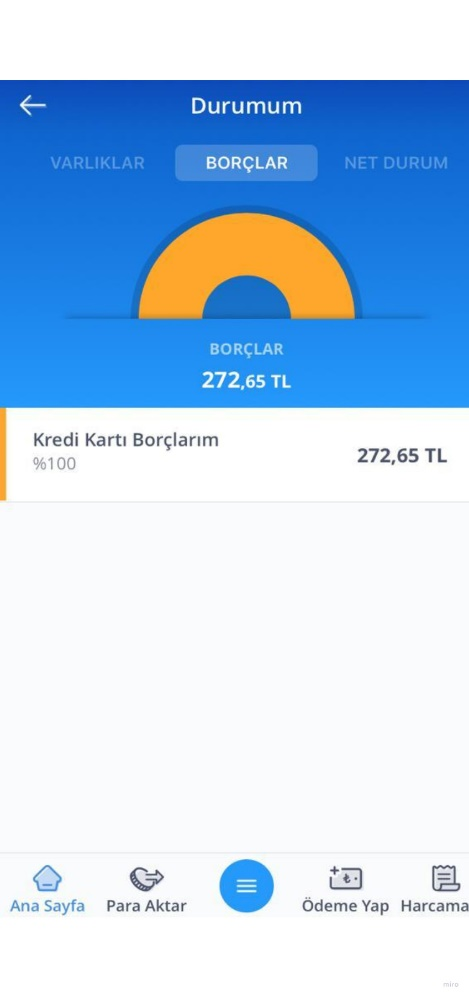 Durumum
VARLIKLAR BORÇLAR NET DURUM
BORÇLAR
272,65 TL
Kredi Kartı Borçlarım
%100
272,65 TL
Ana Sayfa Para Aktar Ödeme Yap Harcama
miro